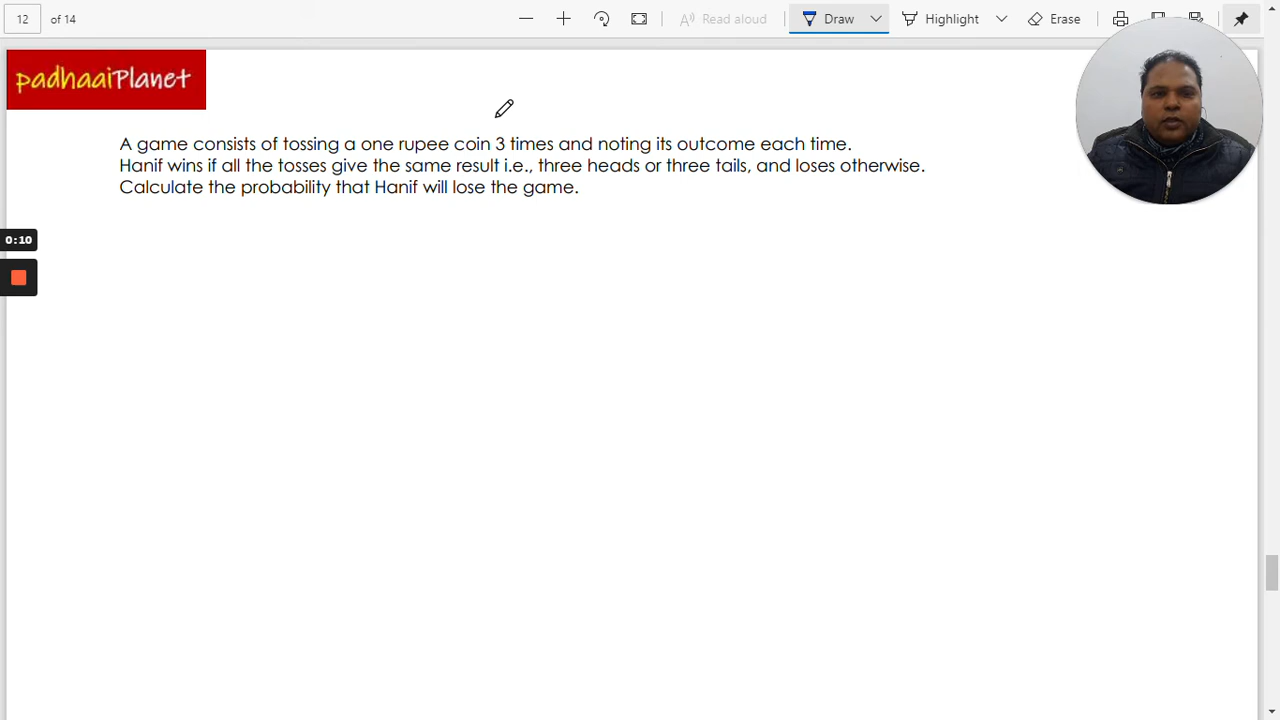 12 of 14
Read aloud
Draw
Highlight
Erase
padhaaiPlanet
A game consists of tossing a one rupee coin 3 times and noting its outcome each time.
Hanif wins if all the tosses give the same result i.e., three heads or three tails, and loses otherwise.
Calculate the probability that Hanif will lose the game.
0:10